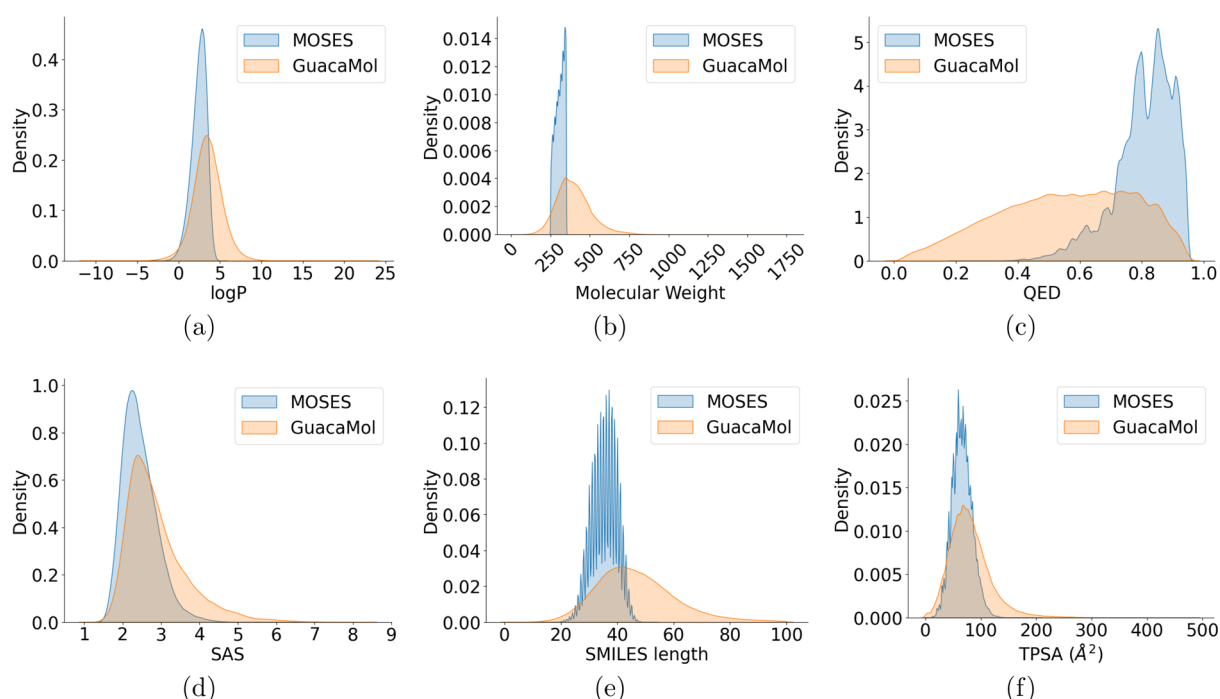 MOSES
GuacaMol
Density
0.4
0.3
0.2
0.1
0.0
−10 −5 0 5 10 15 20 25
logP
(a)
MOSES
GuacaMol
Density
0.014
0.012
0.010
0.008
0.006
0.004
0.002
0.000
0 250 500 750 1000 1250 1500 1750
Molecular Weight
(b)
MOSES
GuacaMol
Density
5
4
3
2
1
0
0.0 0.2 0.4 0.6 0.8 1.0
QED
(c)
MOSES
GuacaMol
Density
1.0
0.8
0.6
0.4
0.2
0.0
1 2 3 4 5 6 7 8 9
SAS
(d)
MOSES
GuacaMol
Density
0.12
0.10
0.08
0.06
0.04
0.02
0.00
0 20 40 60 80 100
SMILES length
(e)
MOSES
GuacaMol
Density
0.025
0.020
0.015
0.010
0.005
0.000
0 100 200 300 400 500
TPSA (Å²)
(f)